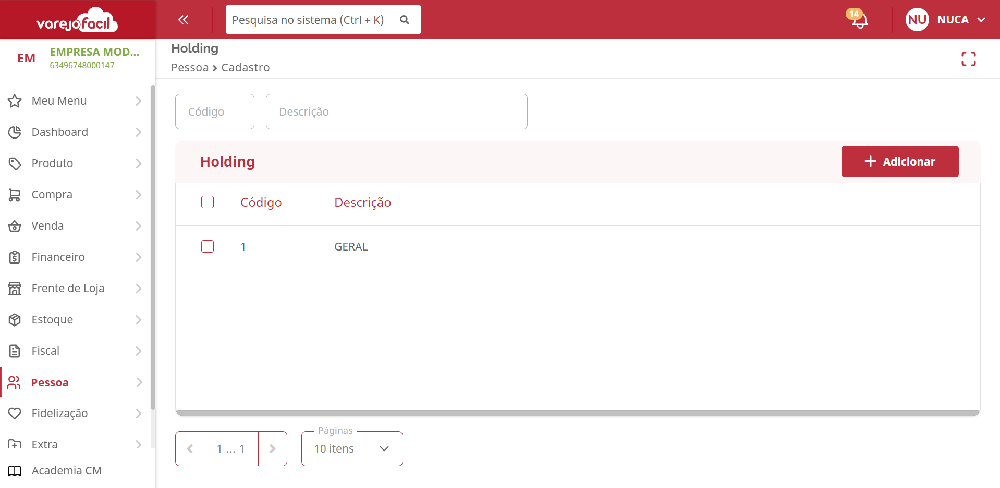 varejofacil
Pesquisa no sistema (Ctrl + K)
14
NU
NUCA
EM
EMPRESA MOD...
63496748000147
Holding
Pessoa > Cadastro
Meu Menu
Dashboard
Produto
Compra
Venda
Financeiro
Frente de Loja
Estoque
Fiscal
Pessoa
Fidelização
Extra
Academia CM
Código
Descrição
Holding
+ Adicionar
Código Descrição
1 GERAL
1 ... 1
Páginas
10 itens